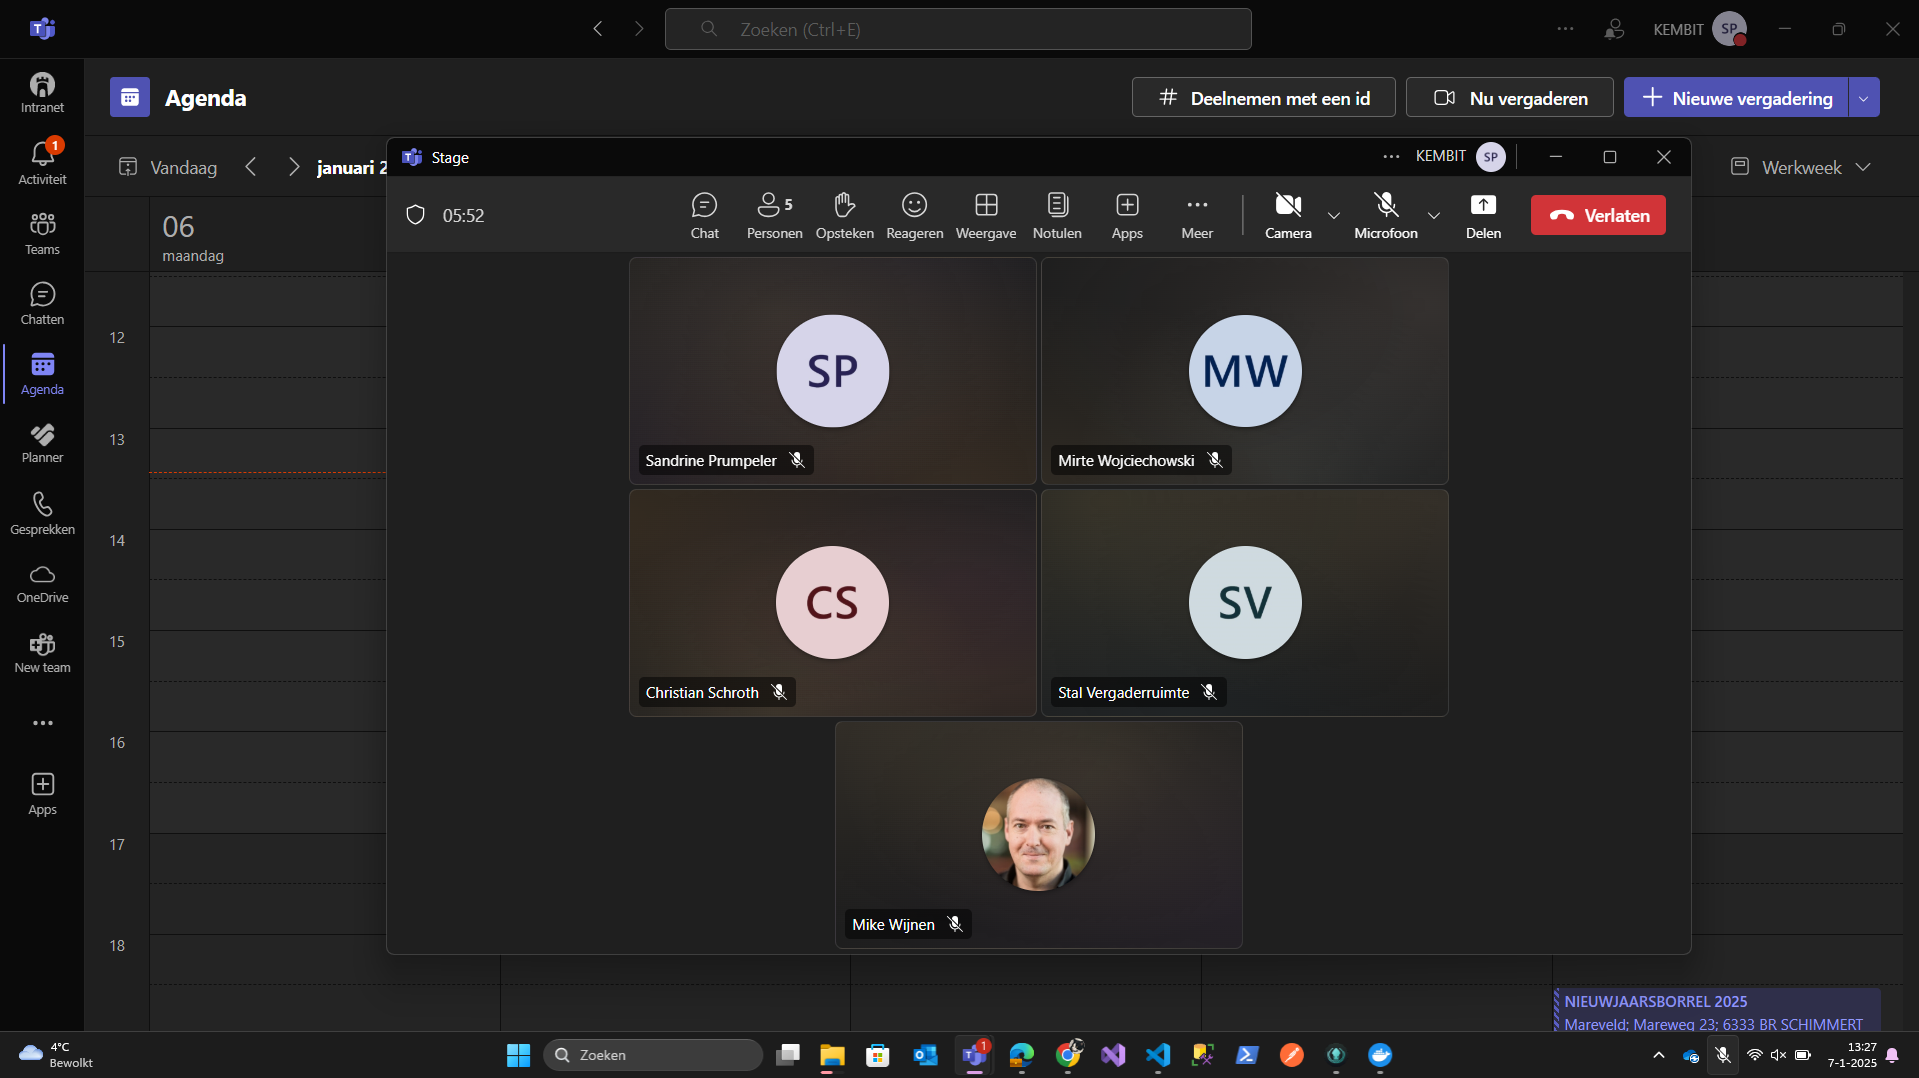 Zoeken (Ctrl+E)
KEMBIT
SP
Intranet
1
Activiteit
Teams
Chatten
Agenda
Planner
Gesprekken
OneDrive
New team
Apps
Agenda
# Deelnemen met een id
Nu vergaderen
Nieuwe vergadering
Vandaag
januari 2
Werkweek
06
maandag
12
13
14
15
16
17
18
Stage
KEMBIT
SP
05:52
Chat
5
Personen
Opsteken
Reageren
Weergave
Notulen
Apps
Meer
Camera
Microfoon
Delen
Verlaten
SP
Sandrine Prumpeler
MW
Mirte Wojciechowski
CS
Christian Schroth
SV
Stal Vergaderruimte
Mike Wijnen
NIEUWJAARSBORREL 2025
Mareveld; Mareweg 23; 6333 BR SCHIMMERT
4°C
Bewolkt
Zoeken
1
13:27
7-1-2025